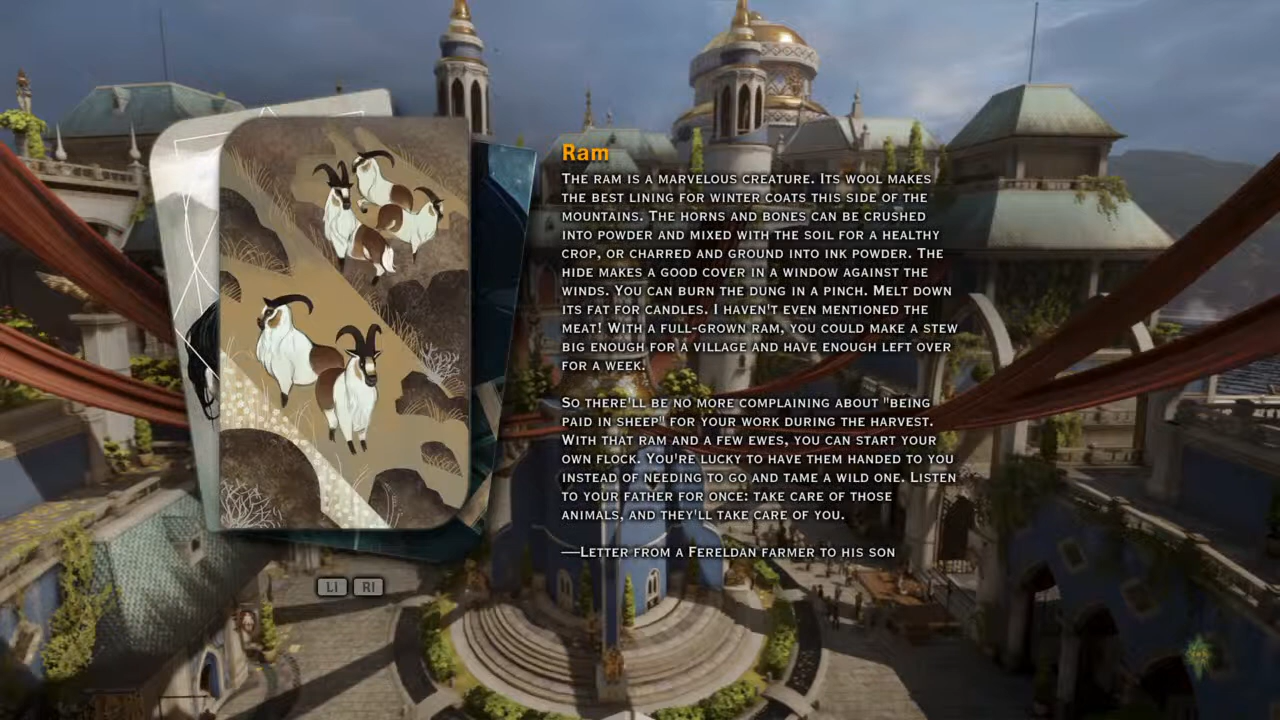 Ram
The ram is a marvelous creature. Its wool makes
the best lining for winter coats this side of the
mountains. The horns and bones can be crushed
into powder and mixed with the soil for a healthy
crop, or charred and ground into ink powder. The
hide makes a good cover in a window against the
winds. You can burn the dung in a pinch. Melt down
its fat for candles. I haven't even mentioned the
meat! With a full-grown ram, you could make a stew
big enough for a village and have enough left over
for a week.
So there'll be no more complaining about "being
paid in sheep" for your work during the harvest.
With that ram and a few ewes, you can start your
own flock. You're lucky to have them handed to you
instead of needing to go and tame a wild one. Listen
to your father for once: take care of those
animals, and they'll take care of you.
—Letter from a Fereldan farmer to his son
L1 R1